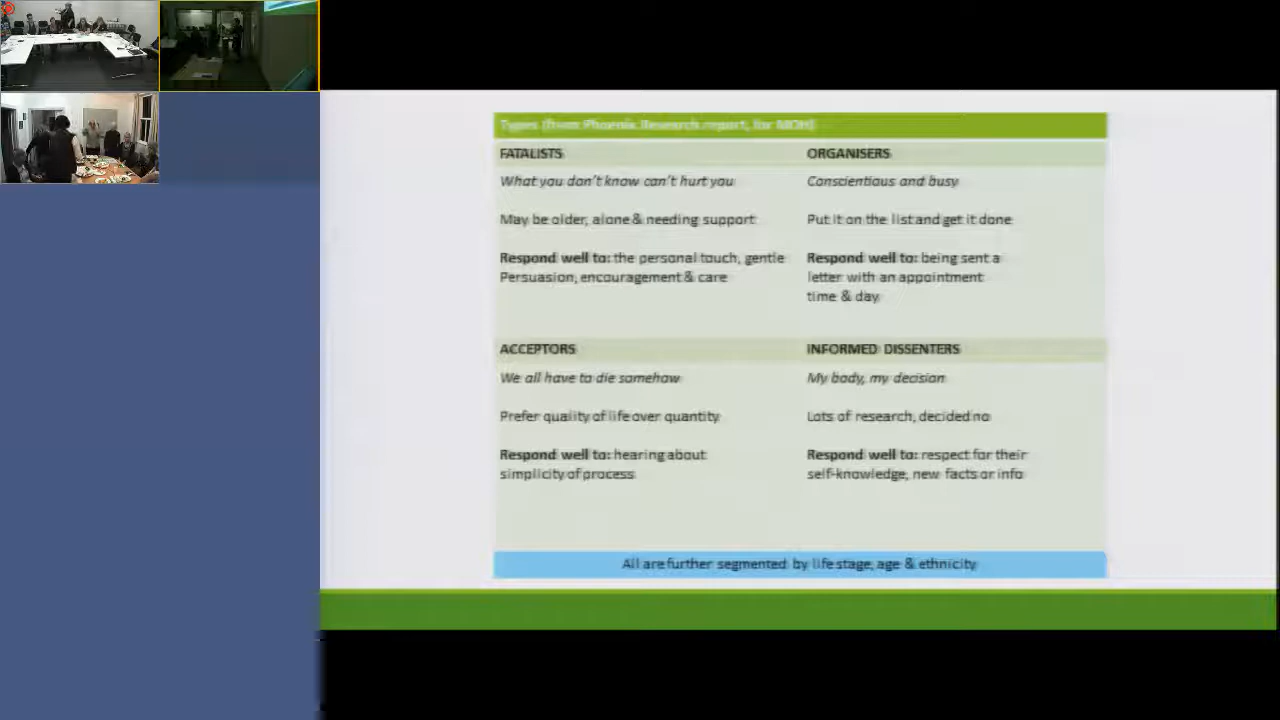 Types (from Phoenix Research report, for MOH)
FATALISTS
What you don't know can't hurt you
May be older, alone & needing support
Respond well to: the personal touch, gentle
Persuasion, encouragement & care
ORGANISERS
Conscientious and busy
Put it on the list and get it done
Respond well to: being sent a
letter with an appointment
time & day
ACCEPTORS
We all have to die somehow
Prefer quality of life over quantity
Respond well to: hearing about
simplicity of process
INFORMED DISSENTERS
My body, my decision
Lots of research, decided no
Respond well to: respect for their
self-knowledge, new facts or info
All are further segmented by life stage, age & ethnicity